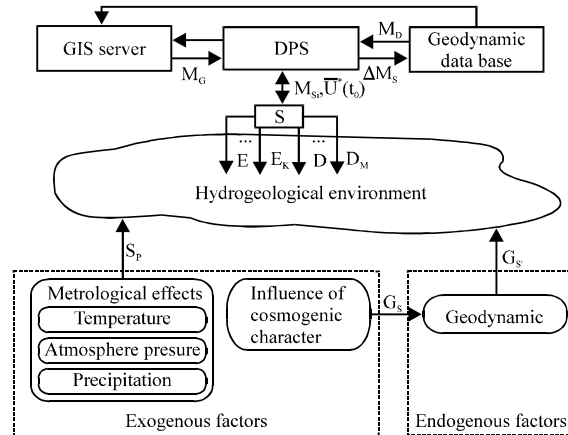 GIS server
DPS
Geodynamic
data base
M_G
M_D
ΔM_S
M_Si, U̅*(t_0)
S
... ...
E E_K D D_M
Hydrogeological environment
S_P
G_S'
Metrological effects
Temperature
Atmosphere presure
Precipitation
Influence of
cosmogenic
character
G_S
Geodynamic
Exogenous factors
Endogenous factors